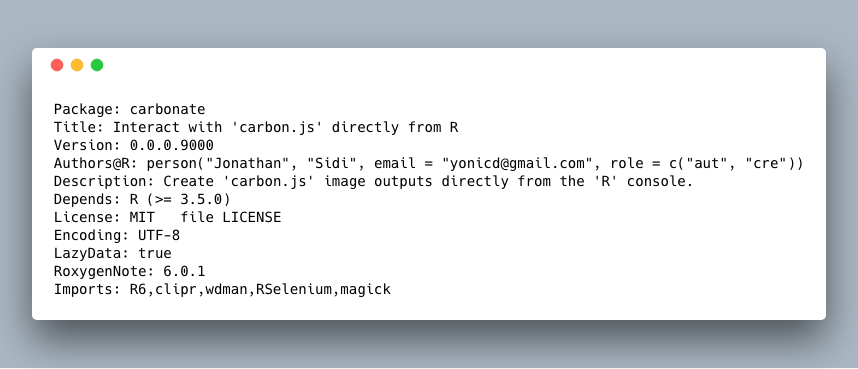 Package: carbonate
Title: Interact with 'carbon.js' directly from R
Version: 0.0.0.9000
Authors@R: person("Jonathan", "Sidi", email = "yonicd@gmail.com", role = c("aut", "cre"))
Description: Create 'carbon.js' image outputs directly from the 'R' console.
Depends: R (>= 3.5.0)
License: MIT   file LICENSE
Encoding: UTF-8
LazyData: true
RoxygenNote: 6.0.1
Imports: R6,clipr,wdman,RSelenium,magick